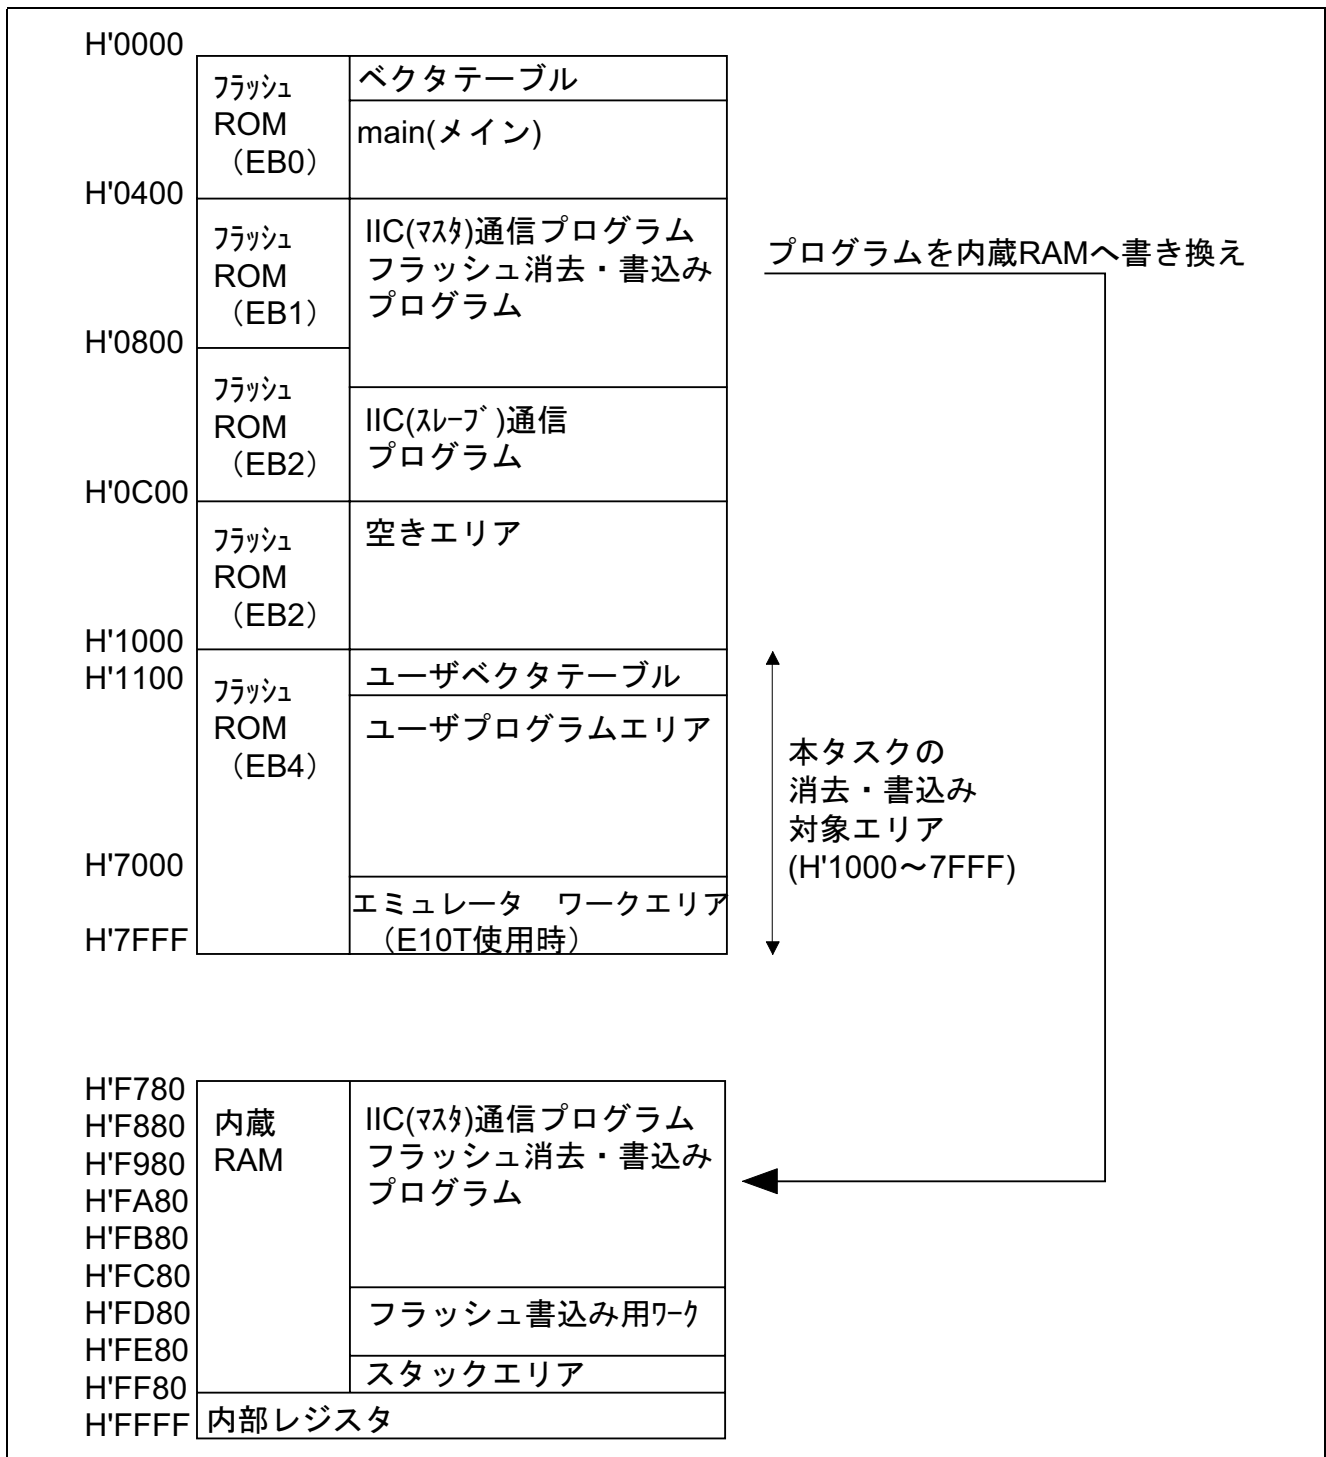 H'0000
フラッシュ
ROM
（EB0）
ベクタテーブル
main(メイン)
H'0400
フラッシュ
ROM
（EB1）
IIC(マスタ)通信プログラム
フラッシュ消去・書込み
プログラム
プログラムを内蔵RAMへ書き換え
H'0800
フラッシュ
ROM
（EB2）
IIC(スレーブ)通信
プログラム
H'0C00
フラッシュ
ROM
（EB2）
空きエリア
H'1000
H'1100
フラッシュ
ROM
（EB4）
ユーザベクタテーブル
ユーザプログラムエリア
本タスクの
消去・書込み
対象エリア
(H'1000～7FFF)
H'7000
エミュレータ　ワークエリア
（E10T使用時）
H'7FFF
H'F780
H'F880
H'F980
H'FA80
H'FB80
H'FC80
H'FD80
H'FE80
H'FF80
H'FFFF
内蔵
RAM
IIC(マスタ)通信プログラム
フラッシュ消去・書込み
プログラム
フラッシュ書込み用ワーク
スタックエリア
内部レジスタ